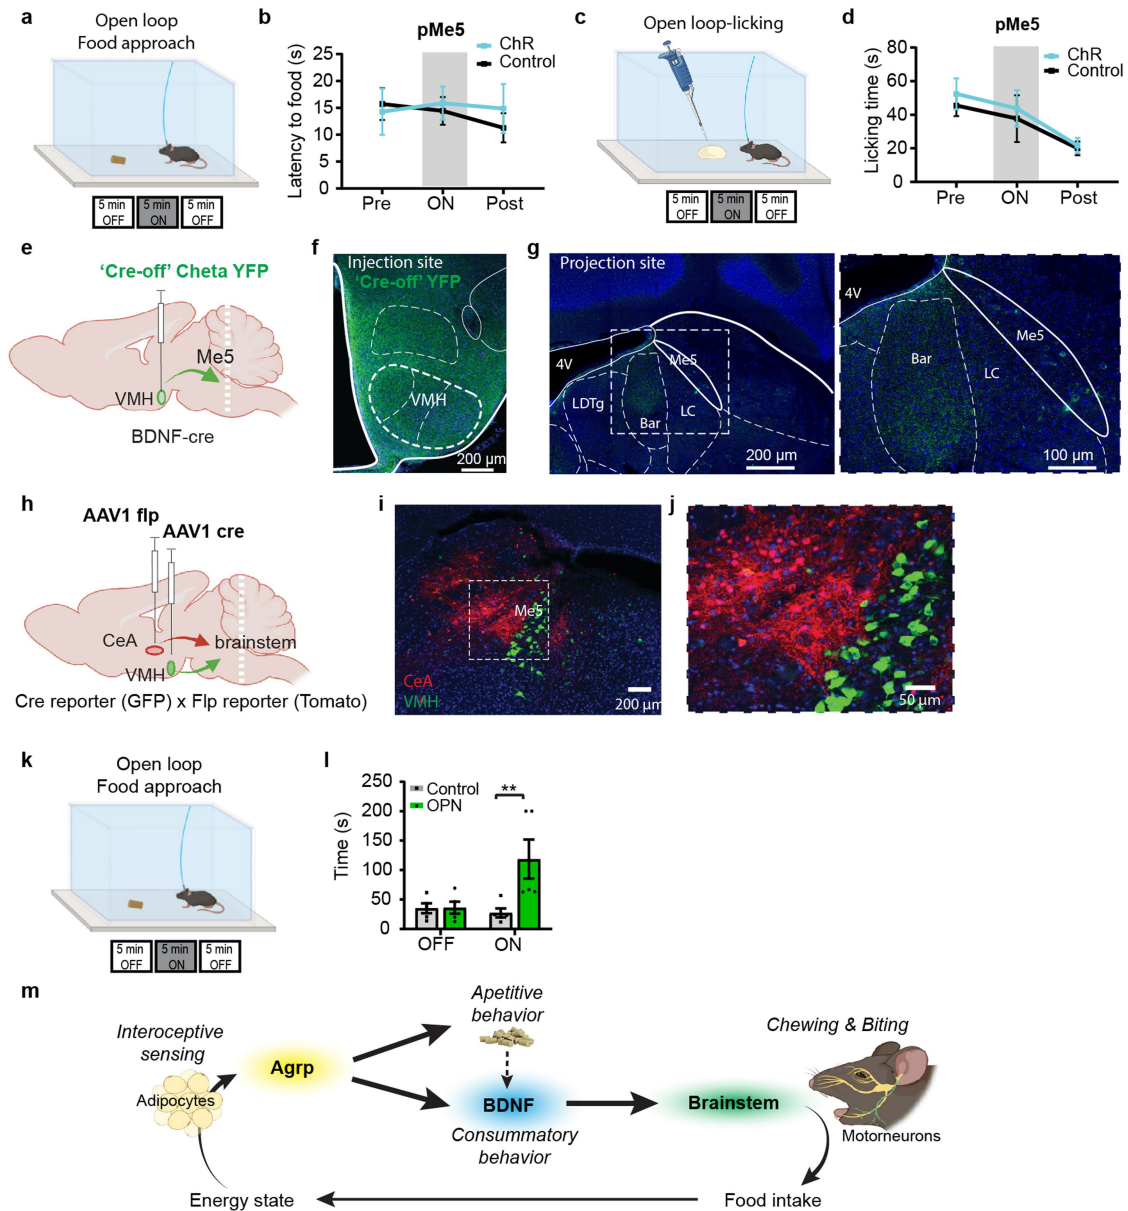 a
Open loop
Food approach
5 min
OFF
5 min
ON
5 min
OFF
b
pMe5
ChR
Control
Latency to food (s)
25
20
15
10
5
0
Pre
ON
Post
c
Open loop-licking
5 min
OFF
5 min
ON
5 min
OFF
d
pMe5
ChR
Control
Licking time (s)
80
60
40
20
0
Pre
ON
Post
e
‘Cre-off’ Cheta YFP
Me5
VMH
BDNF-cre
f
Injection site
‘Cre-off’ YFP
VMH
200 µm
g
Projection site
4V
Me5
LDTg
LC
Bar
200 µm
4V
Me5
Bar
LC
100 µm
h
AAV1 flp
AAV1 cre
CeA
brainstem
VMH
Cre reporter (GFP) x Flp reporter (Tomato)
i
Me5
CeA
VMH
200 µm
j
50 µm
k
Open loop
Food approach
5 min
OFF
5 min
ON
5 min
OFF
l
Time (s)
250
200
150
100
50
0
Control
OPN
**
OFF
ON
m
Interoceptive
sensing
Adipocytes
Agrp
Apetitive
behavior
BDNF
Consummatory
behavior
Brainstem
Chewing & Biting
Motorneurons
Energy state
Food intake